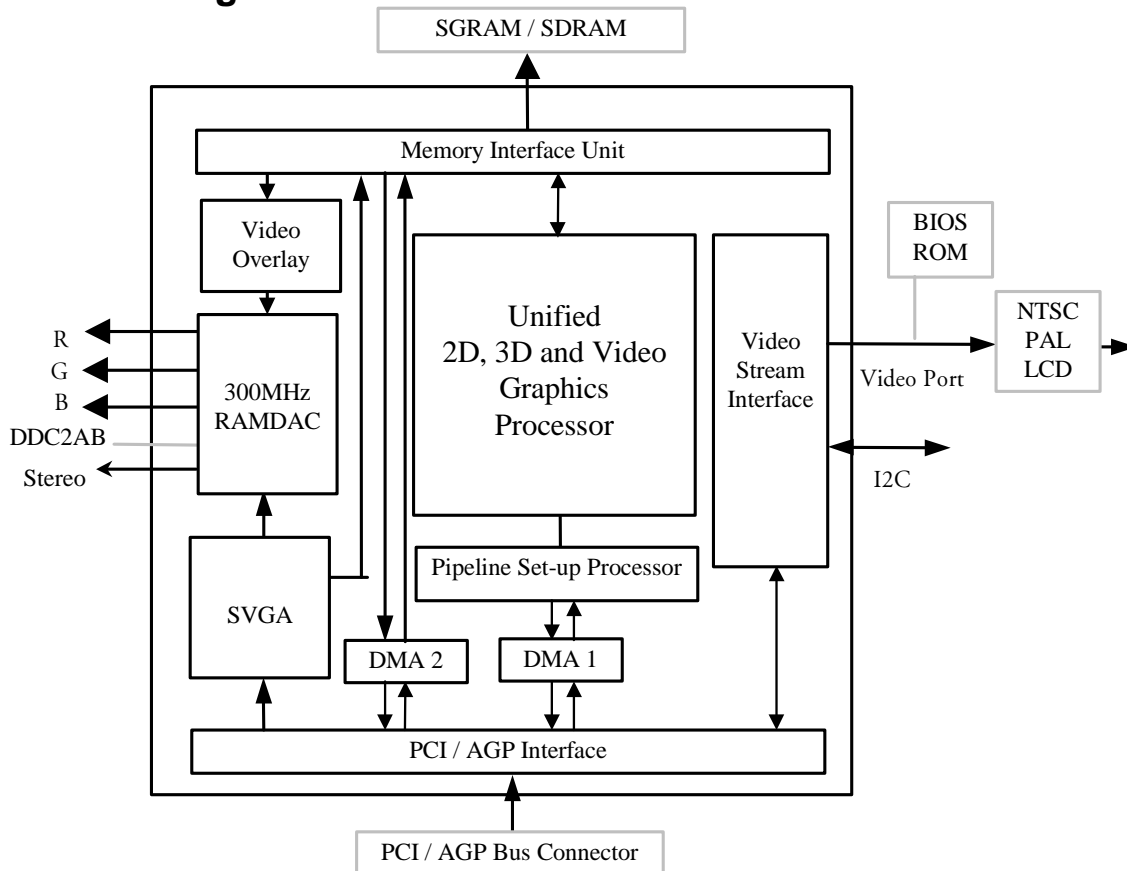 SGRAM / SDRAM
Memory Interface Unit
Video
Overlay
BIOS
ROM
Unified
2D, 3D and Video
Graphics
Processor
Video
Stream
Interface
NTSC
PAL
LCD
Video Port
I2C
R
G
B
DDC2AB
Stereo
300MHz
RAMDAC
Pipeline Set-up Processor
SVGA
DMA 2
DMA 1
PCI / AGP Interface
PCI / AGP Bus Connector